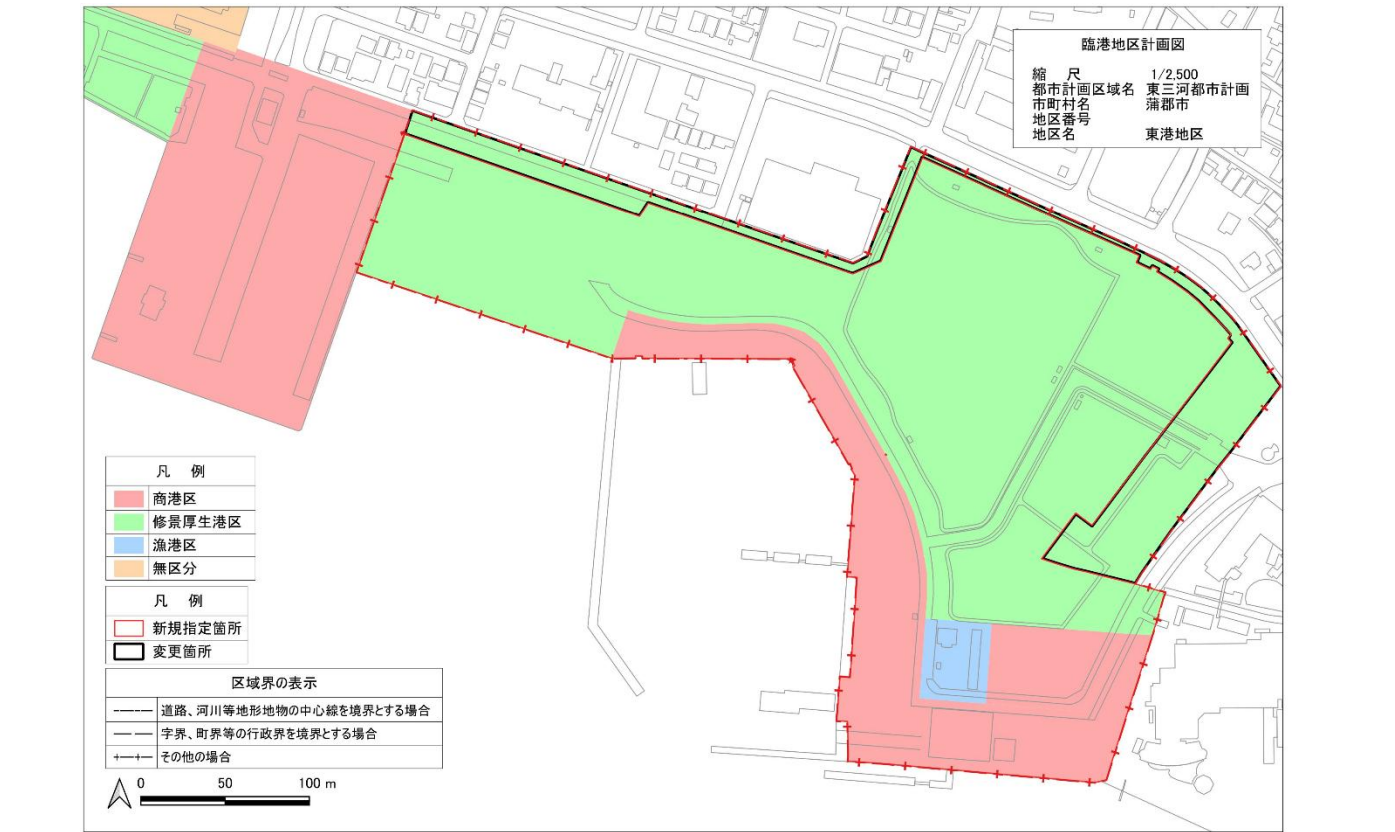 臨港地区計画図
縮 尺 1/2,500
都市計画区域名 東三河都市計画
市町村名 蒲郡市
地区番号
地区名 東港地区
凡 例
商港区
修景厚生港区
漁港区
無区分
凡 例
新規指定箇所
変更箇所
区域界の表示
道路、河川等地形地物の中心線を境界とする場合
字界、町界等の行政界を境界とする場合
その他の場合
0 50 100 m